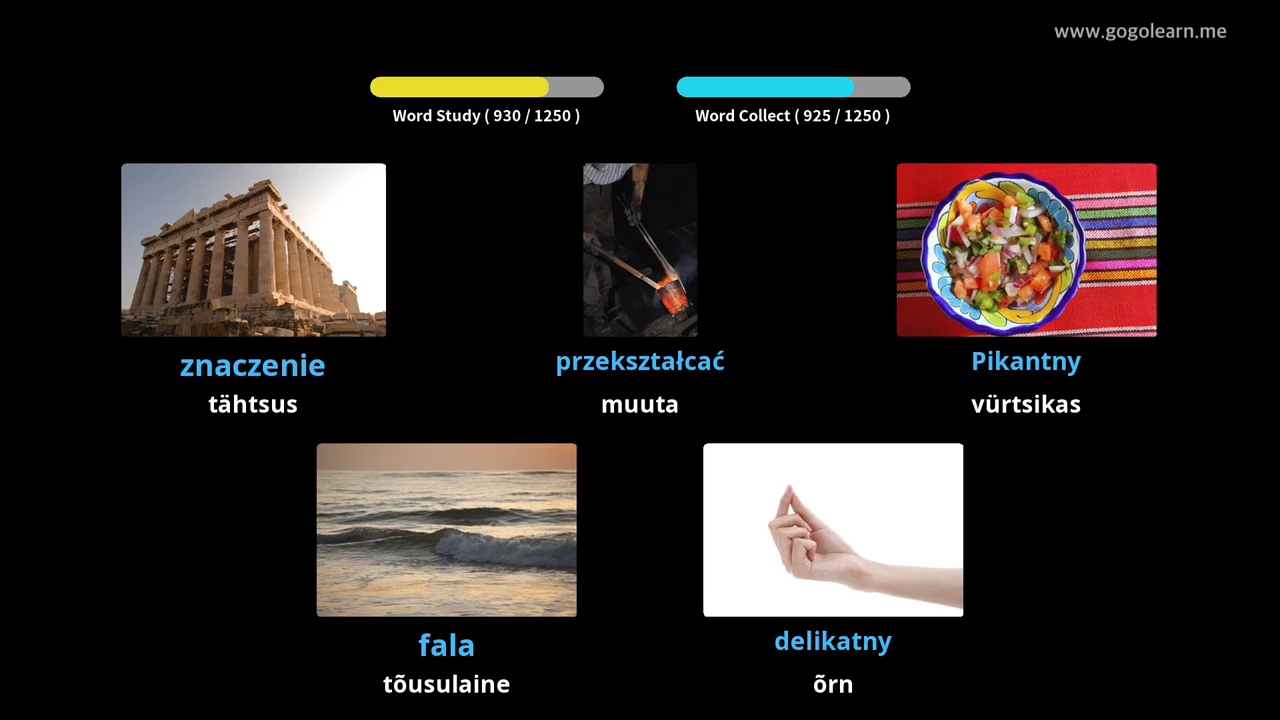 www.gogolearn.me
Word Study ( 930 / 1250 )
Word Collect ( 925 / 1250 )
znaczenie
tähtsus
przekształcać
muuta
Pikantny
vürtsikas
fala
tõusulaine
delikatny
õrn